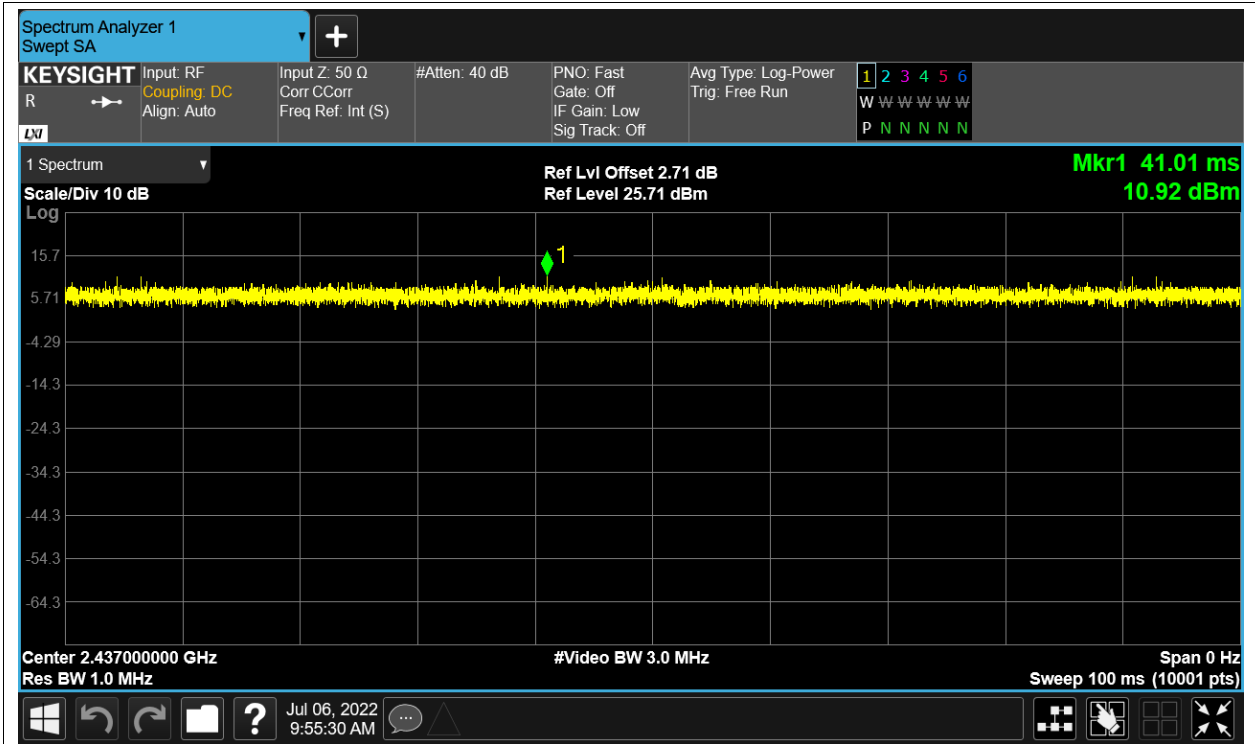 Spectrum Analyzer 1
Swept SA
KEYSIGHT
R
LXI
Input: RF
Coupling: DC
Align: Auto
Input Z: 50 Ω
Corr CCorr
Freq Ref: Int (S)
#Atten: 40 dB
PNO: Fast
Gate: Off
IF Gain: Low
Sig Track: Off
Avg Type: Log-Power
Trig: Free Run
1 2 3 4 5 6
W W W W W W
P N N N N N
1 Spectrum
Scale/Div 10 dB
Log
Ref Lvl Offset 2.71 dB
Ref Level 25.71 dBm
Mkr1 41.01 ms
10.92 dBm
1
15.7
5.71
-4.29
-14.3
-24.3
-34.3
-44.3
-54.3
-64.3
Center 2.437000000 GHz
Res BW 1.0 MHz
#Video BW 3.0 MHz
Span 0 Hz
Sweep 100 ms (10001 pts)
?
Jul 06, 2022
9:55:30 AM